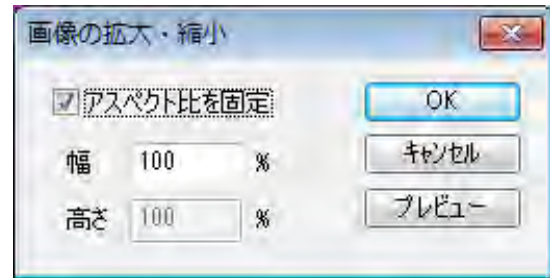 画像の拡大・縮小
アスペクト比を固定
幅 100 %
高さ 100 %
OK
キャンセル
プレビュー